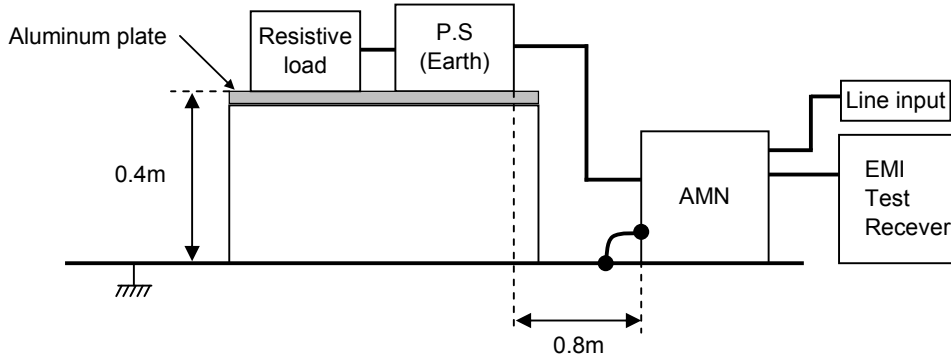 Aluminum plate
Resistive
load
P.S
(Earth)
Line input
0.4m
AMN
EMI
Test
Recever
0.8m